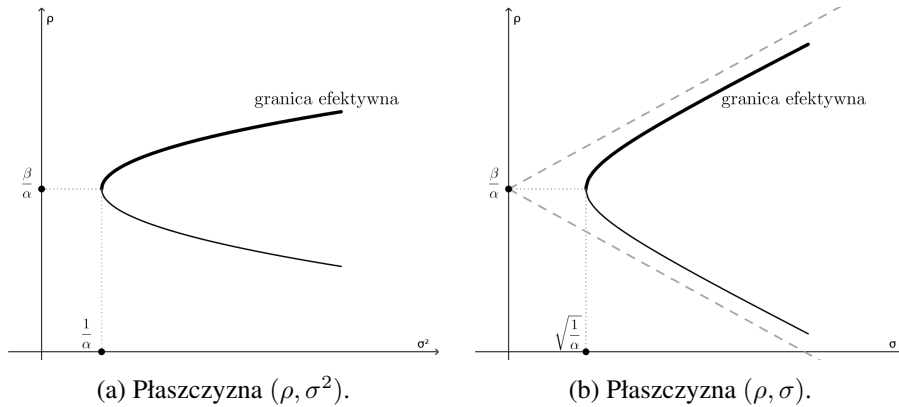 ρ
granica efektywna
β/α
1/α
σ²
(a) Płaszczyzna (ρ, σ²).
ρ
granica efektywna
β/α
√(1/α)
σ
(b) Płaszczyzna (ρ, σ).